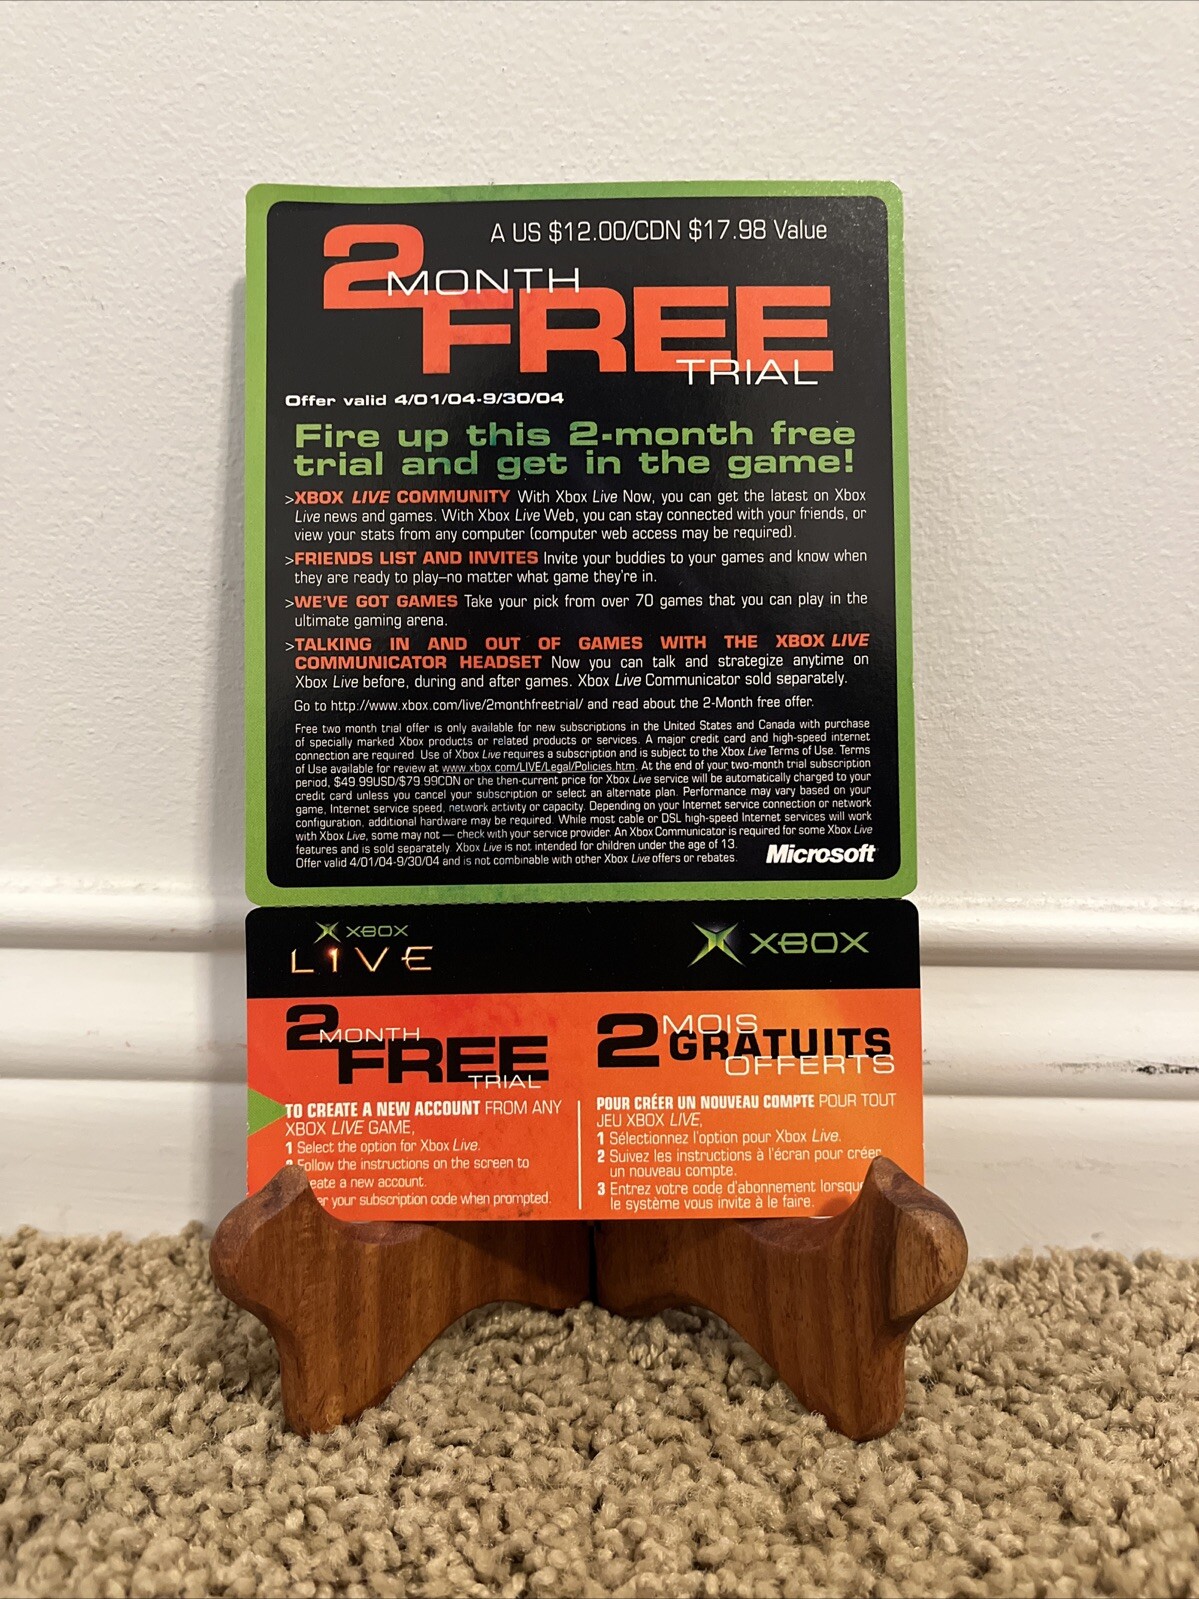 A US $12.00/CDN $17.98 Value
2 MONTH
FREE
TRIAL
Offer valid 4/01/04-9/30/04
Fire up this 2-month free
trial and get in the game!
>XBOX LIVE COMMUNITY With Xbox Live Now, you can get the latest on Xbox
Live news and games. With Xbox Live Web, you can stay connected with your friends, or
view your stats from any computer (computer web access may be required).
>FRIENDS LIST AND INVITES Invite your buddies to your games and know when
they are ready to play–no matter what game they're in.
>WE'VE GOT GAMES Take your pick from over 70 games that you can play in the
ultimate gaming arena.
>TALKING IN AND OUT OF GAMES WITH THE XBOX LIVE
COMMUNICATOR HEADSET Now you can talk and strategize anytime on
Xbox Live before, during and after games. Xbox Live Communicator sold separately.
Go to http://www.xbox.com/live/2monthfreetrial/ and read about the 2-Month free offer.
Free two month trial offer is only available for new subscriptions in the United States and Canada with purchase
of specially marked Xbox products or related products or services. A major credit card and high-speed internet
connection are required. Use of Xbox Live requires a subscription and is subject to the Xbox Live Terms of Use. Terms
of Use available for review at www.xbox.com/LIVE/Legal/Policies.htm. At the end of your two-month trial subscription
period, $49.99USD/$79.99CDN or the then-current price for Xbox Live service will be automatically charged to your
credit card unless you cancel your subscription or select an alternate plan. Performance may vary based on your
game, Internet service speed, network activity or capacity. Depending on your Internet service connection or network
configuration, additional hardware may be required. While most cable or DSL high-speed Internet services will work
with Xbox Live, some may not — check with your service provider. An Xbox Communicator is required for some Xbox Live
features and is sold separately. Xbox Live is not intended for children under the age of 13.
Offer valid 4/01/04-9/30/04 and is not combinable with other Xbox Live offers or rebates.
Microsoft
XBOX
LIVE
XBOX
2 MONTH
FREE
TRIAL
TO CREATE A NEW ACCOUNT FROM ANY
XBOX LIVE GAME,
1 Select the option for Xbox Live.
Follow the instructions on the screen to
a new account.
your subscription code when prompted.
2 MOIS
GRATUITS
OFFERTS
POUR CRÉER UN NOUVEAU COMPTE POUR TOUT
JEU XBOX LIVE,
1 Sélectionnez l'option pour Xbox Live.
2 Suivez les instructions à l'écran pour créer
un nouveau compte.
3 Entrez votre code d'abonnement
le système vous invite à le faire.